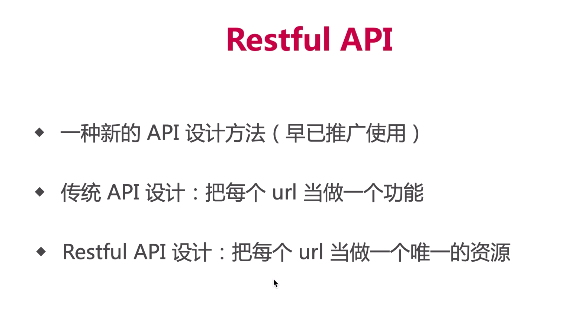 Restful API
◆ 一种新的 API 设计方法（早已推广使用）
◆ 传统 API 设计：把每个 url 当做一个功能
◆ Restful API 设计：把每个 url 当做一个唯一的资源